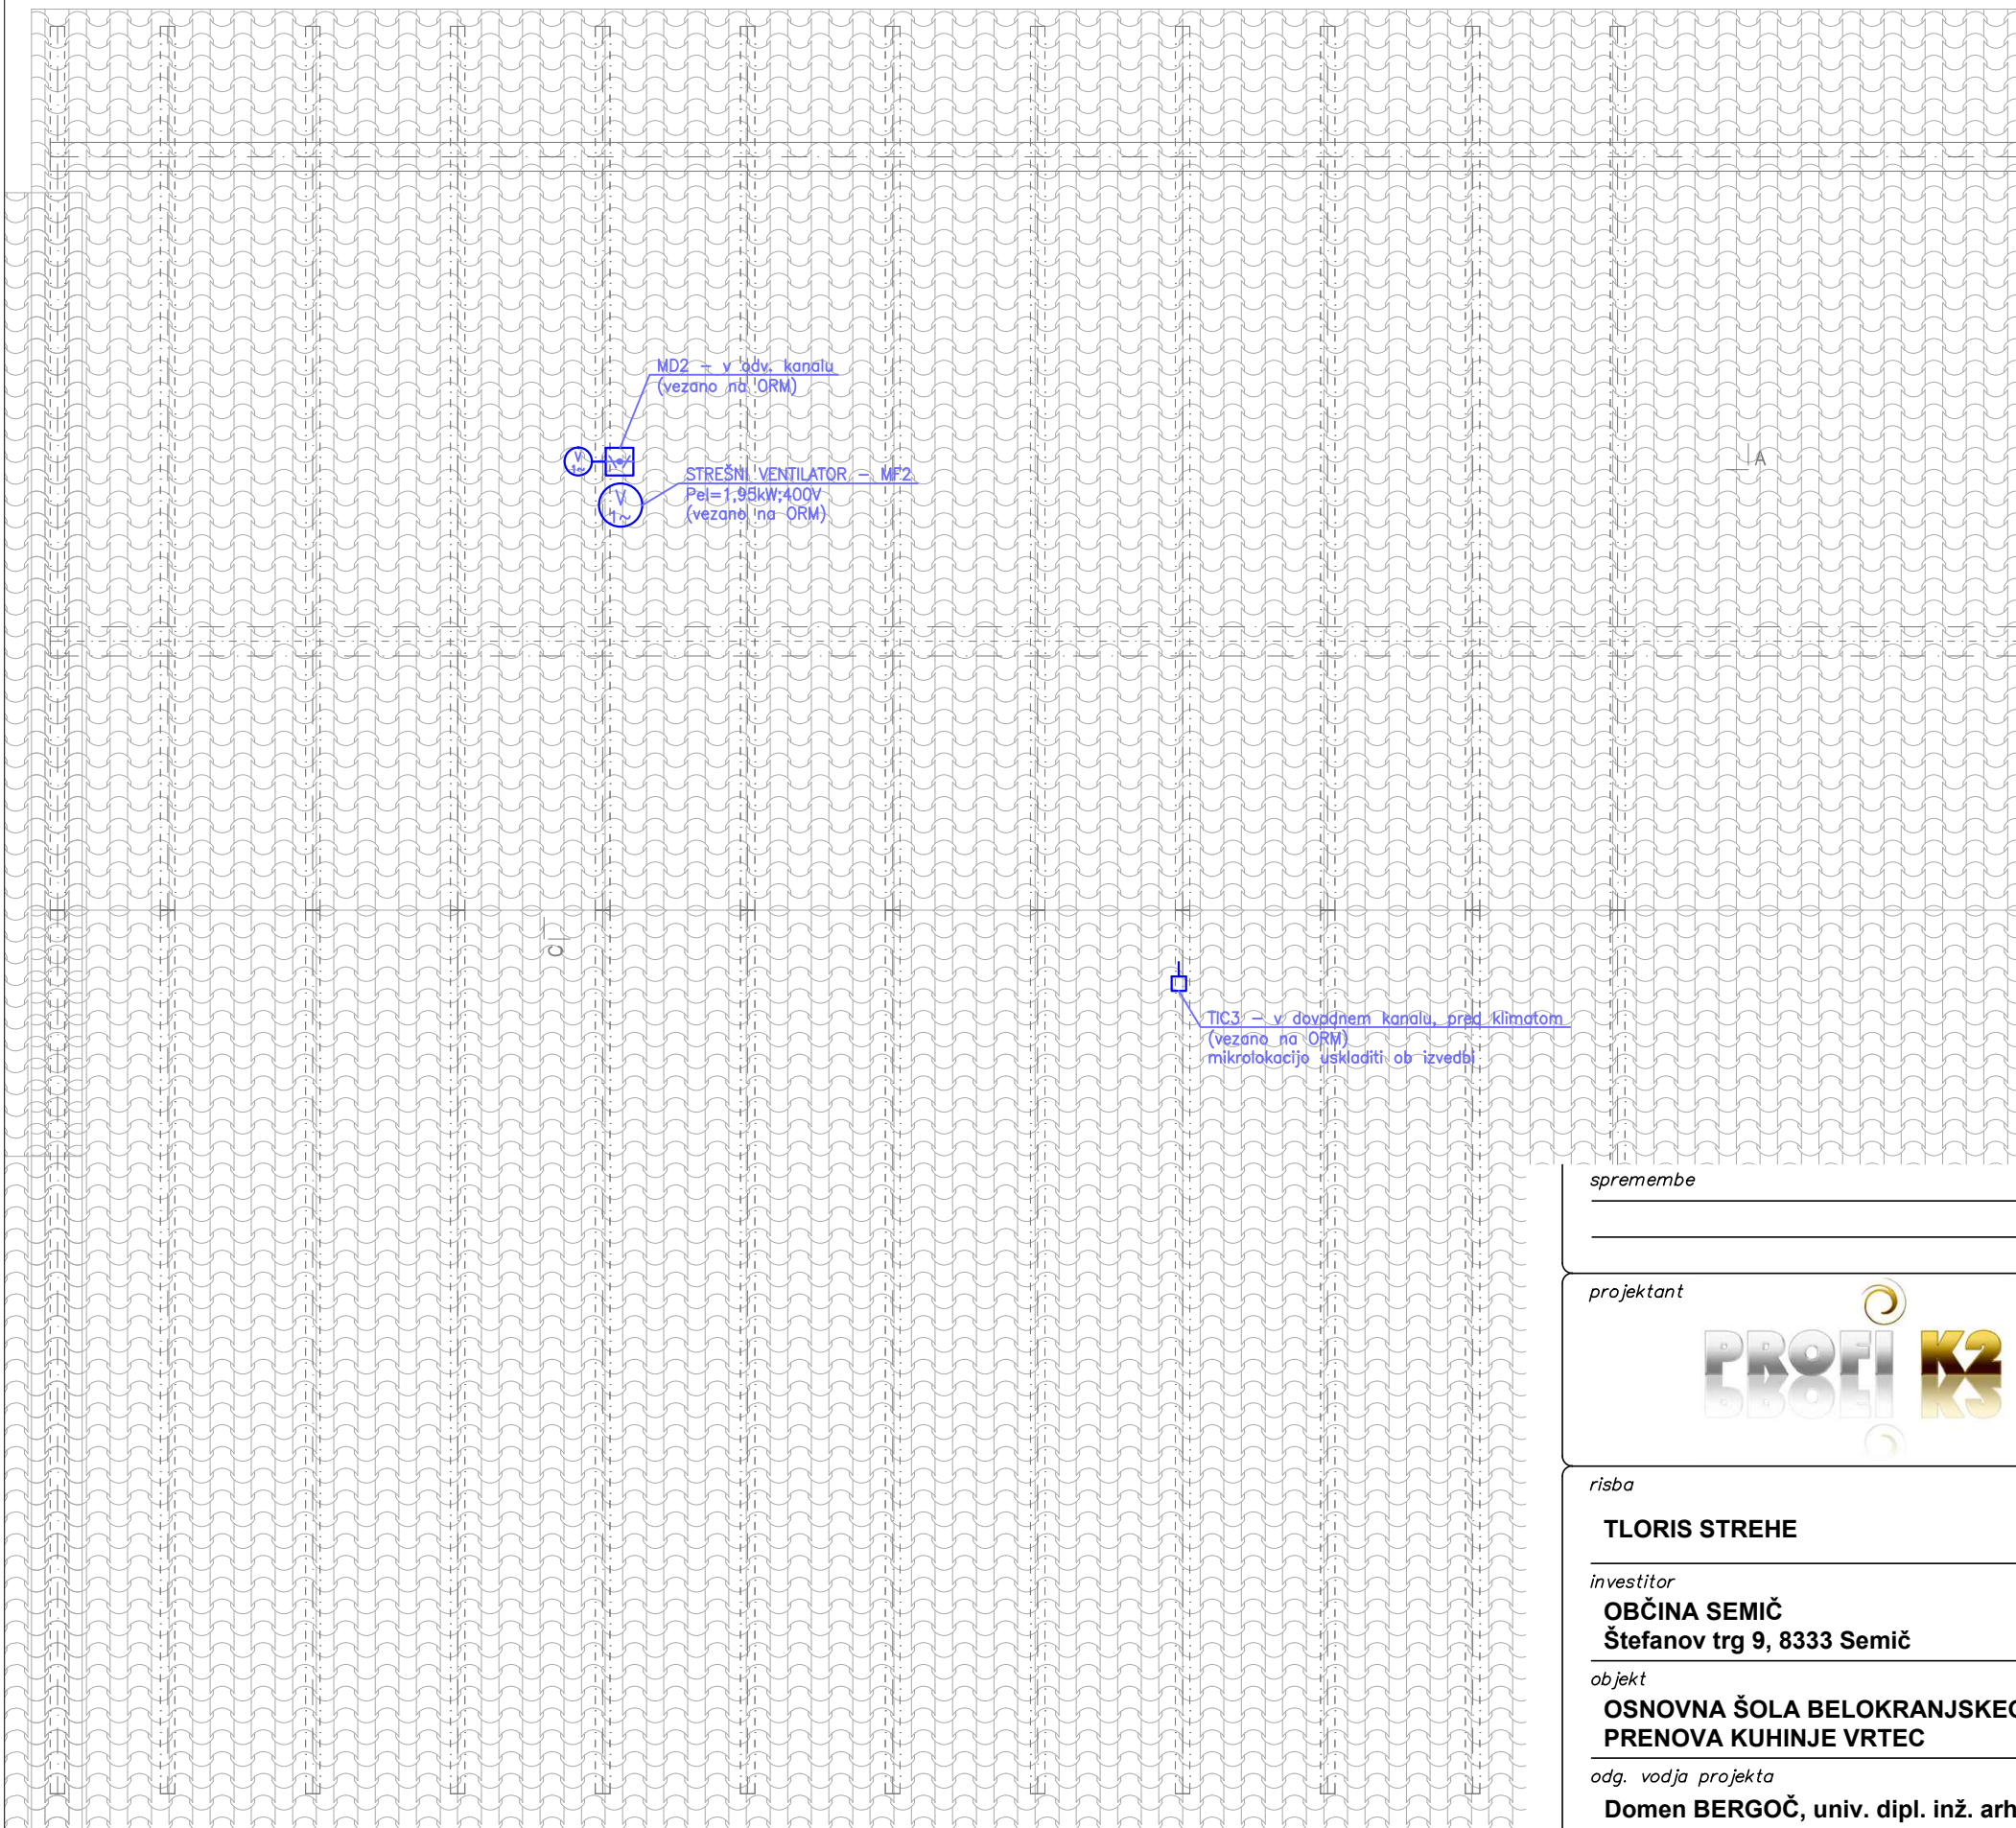 MD2 – v odv. kanalu
(vezano na ORM)
V
1~
STREŠNI VENTILATOR – MF2
Pel=1,95kW;400V
(vezano na ORM)
V
1~
A
C
TIC3 – v dovodnem kanalu, pred klimatom
(vezano na ORM)
mikrolokacijo uskladiti ob izvedbi
spremembe
projektant
PROFI K2
risba
TLORIS STREHE
investitor
OBČINA SEMIČ
Štefanov trg 9, 8333 Semič
objekt
OSNOVNA ŠOLA BELOKRANJSKEG
PRENOVA KUHINJE VRTEC
odg. vodja projekta
Domen BERGOČ, univ. dipl. inž. arh